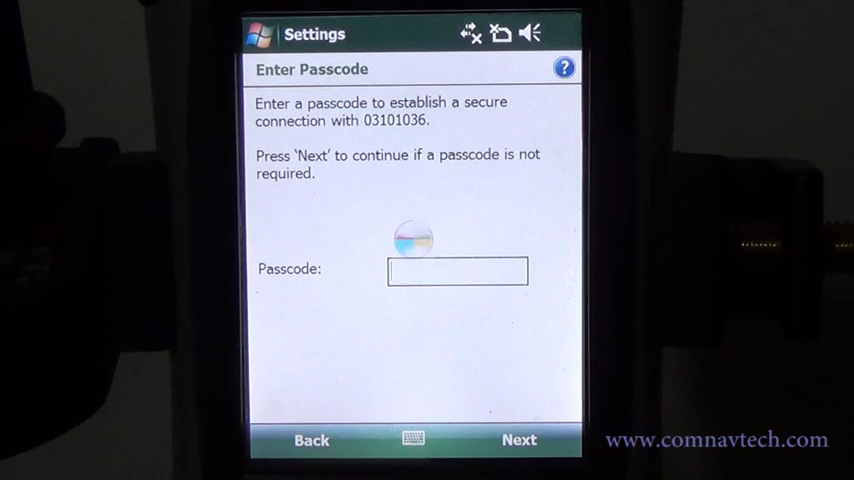 Settings
Enter Passcode
?
Enter a passcode to establish a secure
connection with 03101036.
Press 'Next' to continue if a passcode is not
required.
Passcode:
Back
Next
www.comnavtech.com